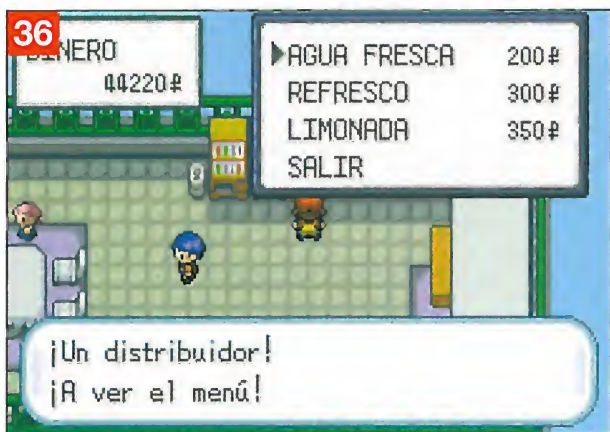 36
DINERO
44220₽
AGUA FRESCA 200₽
REFRESCO 300₽
LIMONADA 350₽
SALIR
¡Un distribuidor!
¡A ver el menú!